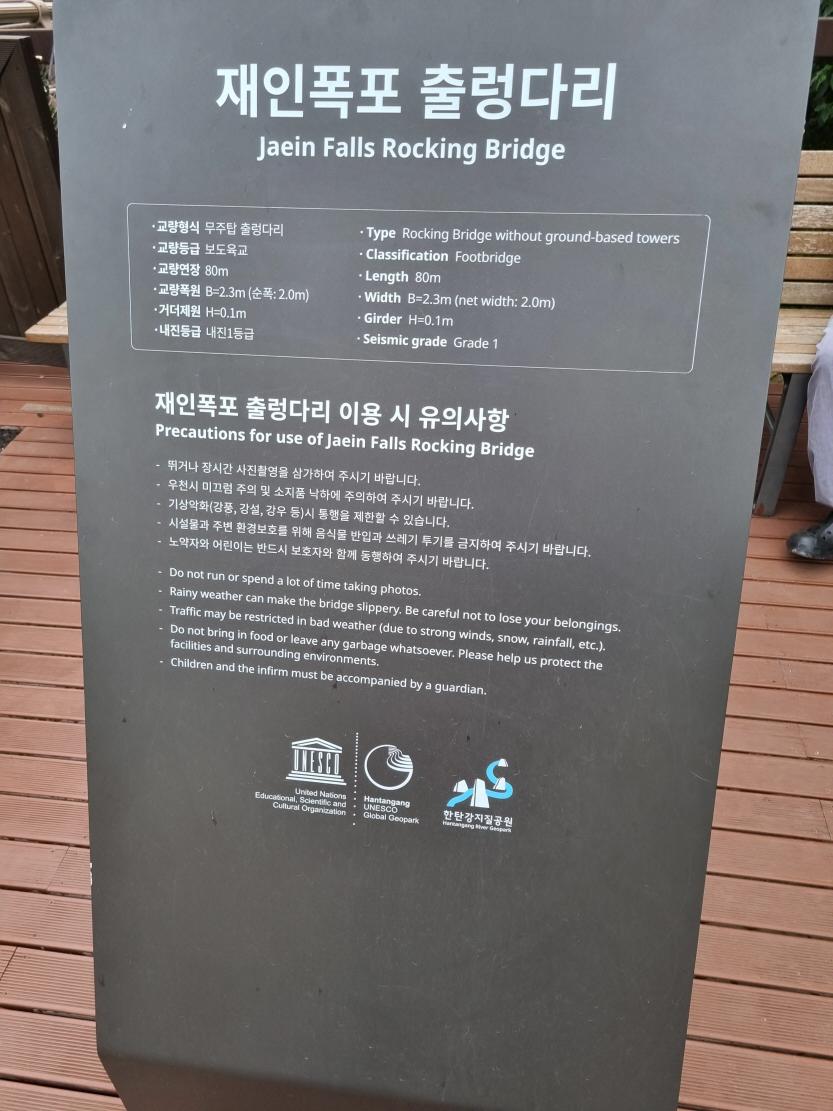 재인폭포 출렁다리
Jaein Falls Rocking Bridge
·교량형식 무주탑 출렁다리
·교량등급 보도육교
·교량연장 80m
·교량폭원 B=2.3m (순폭: 2.0m)
·거더제원 H=0.1m
·내진등급 내진1등급
·Type Rocking Bridge without ground-based towers
·Classification Footbridge
·Length 80m
·Width B=2.3m (net width: 2.0m)
·Girder H=0.1m
·Seismic grade Grade 1
재인폭포 출렁다리 이용 시 유의사항
Precautions for use of Jaein Falls Rocking Bridge
- 뛰거나 장시간 사진촬영을 삼가하여 주시기 바랍니다.
- 우천시 미끄럼 주의 및 소지품 낙하에 주의하여 주시기 바랍니다.
- 기상악화(강풍, 강설, 강우 등)시 통행을 제한할 수 있습니다.
- 시설물과 주변 환경보호를 위해 음식물 반입과 쓰레기 투기를 금지하여 주시기 바랍니다.
- 노약자와 어린이는 반드시 보호자와 함께 동행하여 주시기 바랍니다.
- Do not run or spend a lot of time taking photos.
- Rainy weather can make the bridge slippery. Be careful not to lose your belongings.
- Traffic may be restricted in bad weather (due to strong winds, snow, rainfall, etc.).
- Do not bring in food or leave any garbage whatsoever. Please help us protect the
facilities and surrounding environments.
- Children and the infirm must be accompanied by a guardian.
UNESCO
United Nations
Educational, Scientific and
Cultural Organization
Hantangang
UNESCO
Global Geopark
한탄강지질공원
Hantangang River Geopark